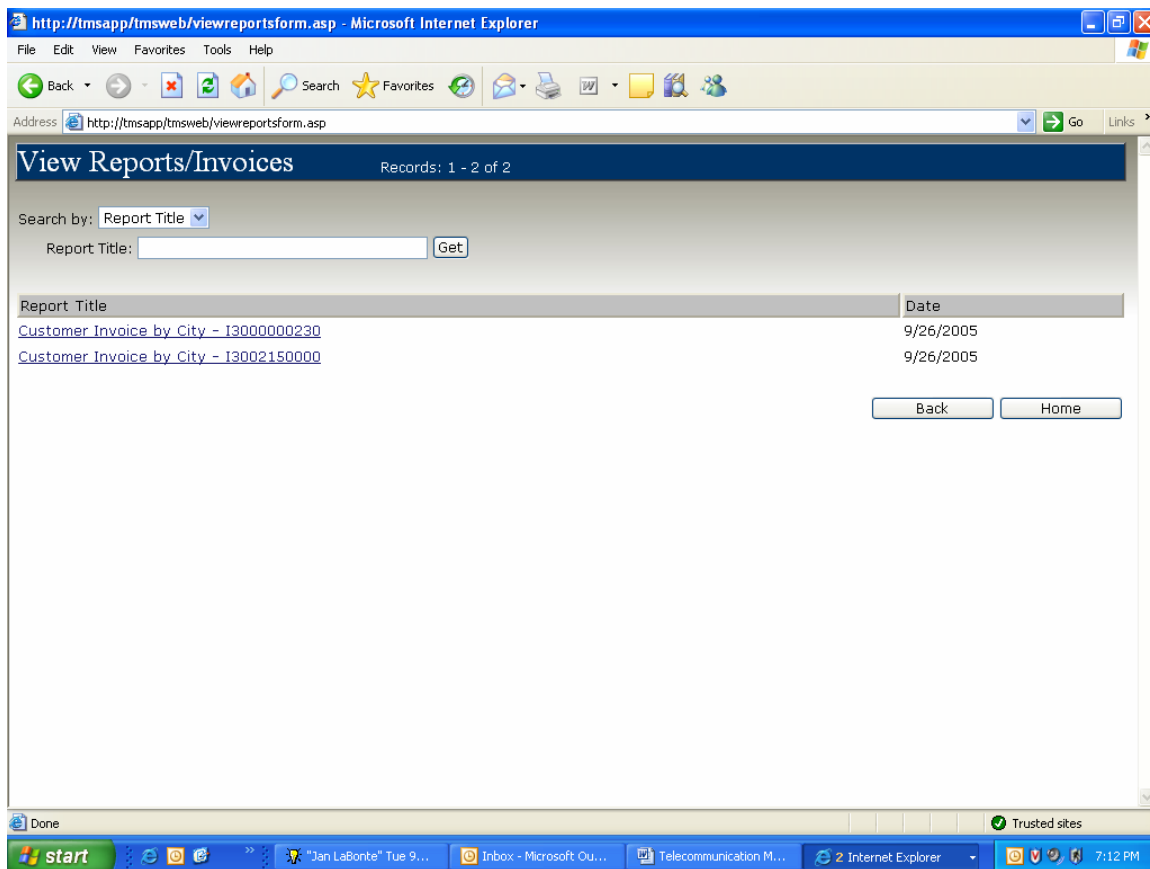 http://tmsapp/tmsweb/viewreportsform.asp - Microsoft Internet Explorer
File Edit View Favorites Tools Help
Back Search Favorites
Address http://tmsapp/tmsweb/viewreportsform.asp Go Links »
View Reports/Invoices Records: 1 - 2 of 2
Search by: Report Title
Report Title: Get
Report Title Date
Customer Invoice by City - I3000000230 9/26/2005
Customer Invoice by City - I3002150000 9/26/2005
Back Home
Done Trusted sites
start » "Jan LaBonte" Tue 9... Inbox - Microsoft Ou... Telecommunication M... 2 Internet Explorer 7:12 PM